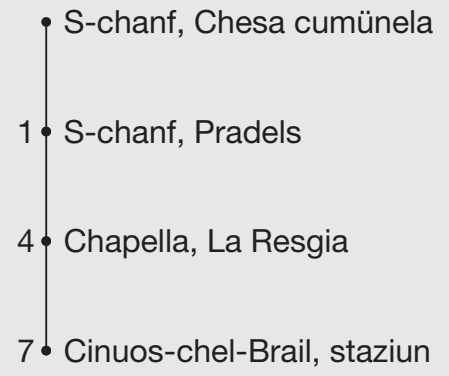 S-chanf, Chesa cumünela
1 S-chanf, Pradels
4 Chapella, La Resgia
7 Cinuos-chel-Brail, staziun